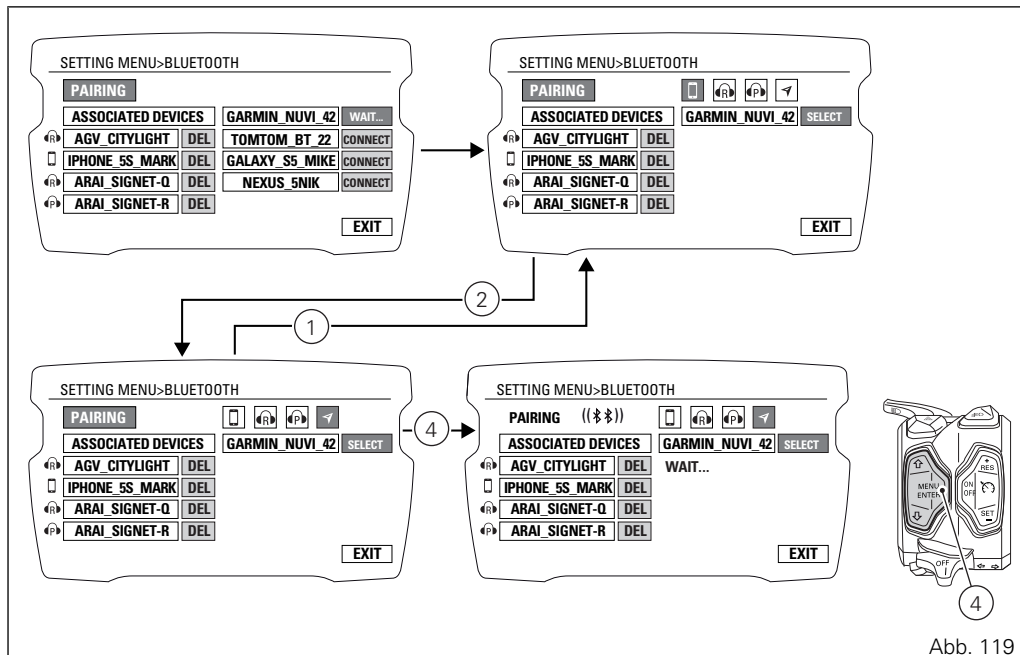 SETTING MENU>BLUETOOTH
PAIRING
ASSOCIATED DEVICES GARMIN_NUVI_42 WAIT...
R AGV_CITYLIGHT DEL TOMTOM_BT_22 CONNECT
IPHONE_5S_MARK DEL GALAXY_S5_MIKE CONNECT
R ARAI_SIGNET-Q DEL NEXUS_5NIK CONNECT
P ARAI_SIGNET-R DEL
EXIT
SETTING MENU>BLUETOOTH
PAIRING R P
ASSOCIATED DEVICES GARMIN_NUVI_42 SELECT
R AGV_CITYLIGHT DEL
IPHONE_5S_MARK DEL
R ARAI_SIGNET-Q DEL
P ARAI_SIGNET-R DEL
EXIT
2
1
SETTING MENU>BLUETOOTH
PAIRING R P
ASSOCIATED DEVICES GARMIN_NUVI_42 SELECT
R AGV_CITYLIGHT DEL
IPHONE_5S_MARK DEL
R ARAI_SIGNET-Q DEL
P ARAI_SIGNET-R DEL
EXIT
4
SETTING MENU>BLUETOOTH
PAIRING R P
ASSOCIATED DEVICES GARMIN_NUVI_42 SELECT
R AGV_CITYLIGHT DEL WAIT...
IPHONE_5S_MARK DEL
R ARAI_SIGNET-Q DEL
P ARAI_SIGNET-R DEL
EXIT
MENU
ENTER
+
RES
ON
OFF
SET
-
OFF
4
Abb. 119